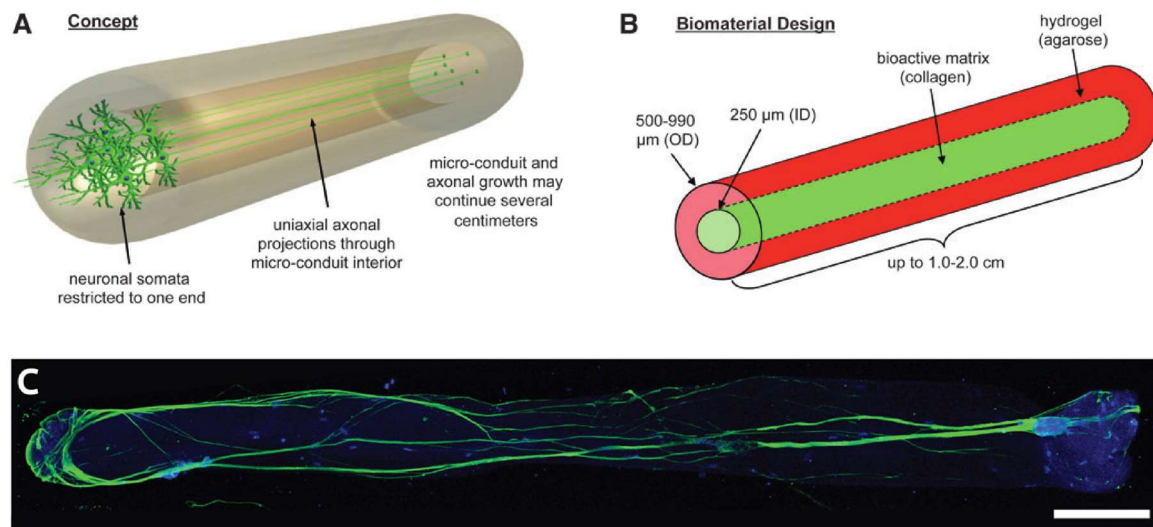 A
Concept
neuronal somata
restricted to one end
uniaxial axonal
projections through
micro-conduit interior
micro-conduit and
axonal growth may
continue several
centimeters
B
Biomaterial Design
500-990
µm (OD)
250 µm (ID)
bioactive matrix
(collagen)
hydrogel
(agarose)
up to 1.0-2.0 cm
C